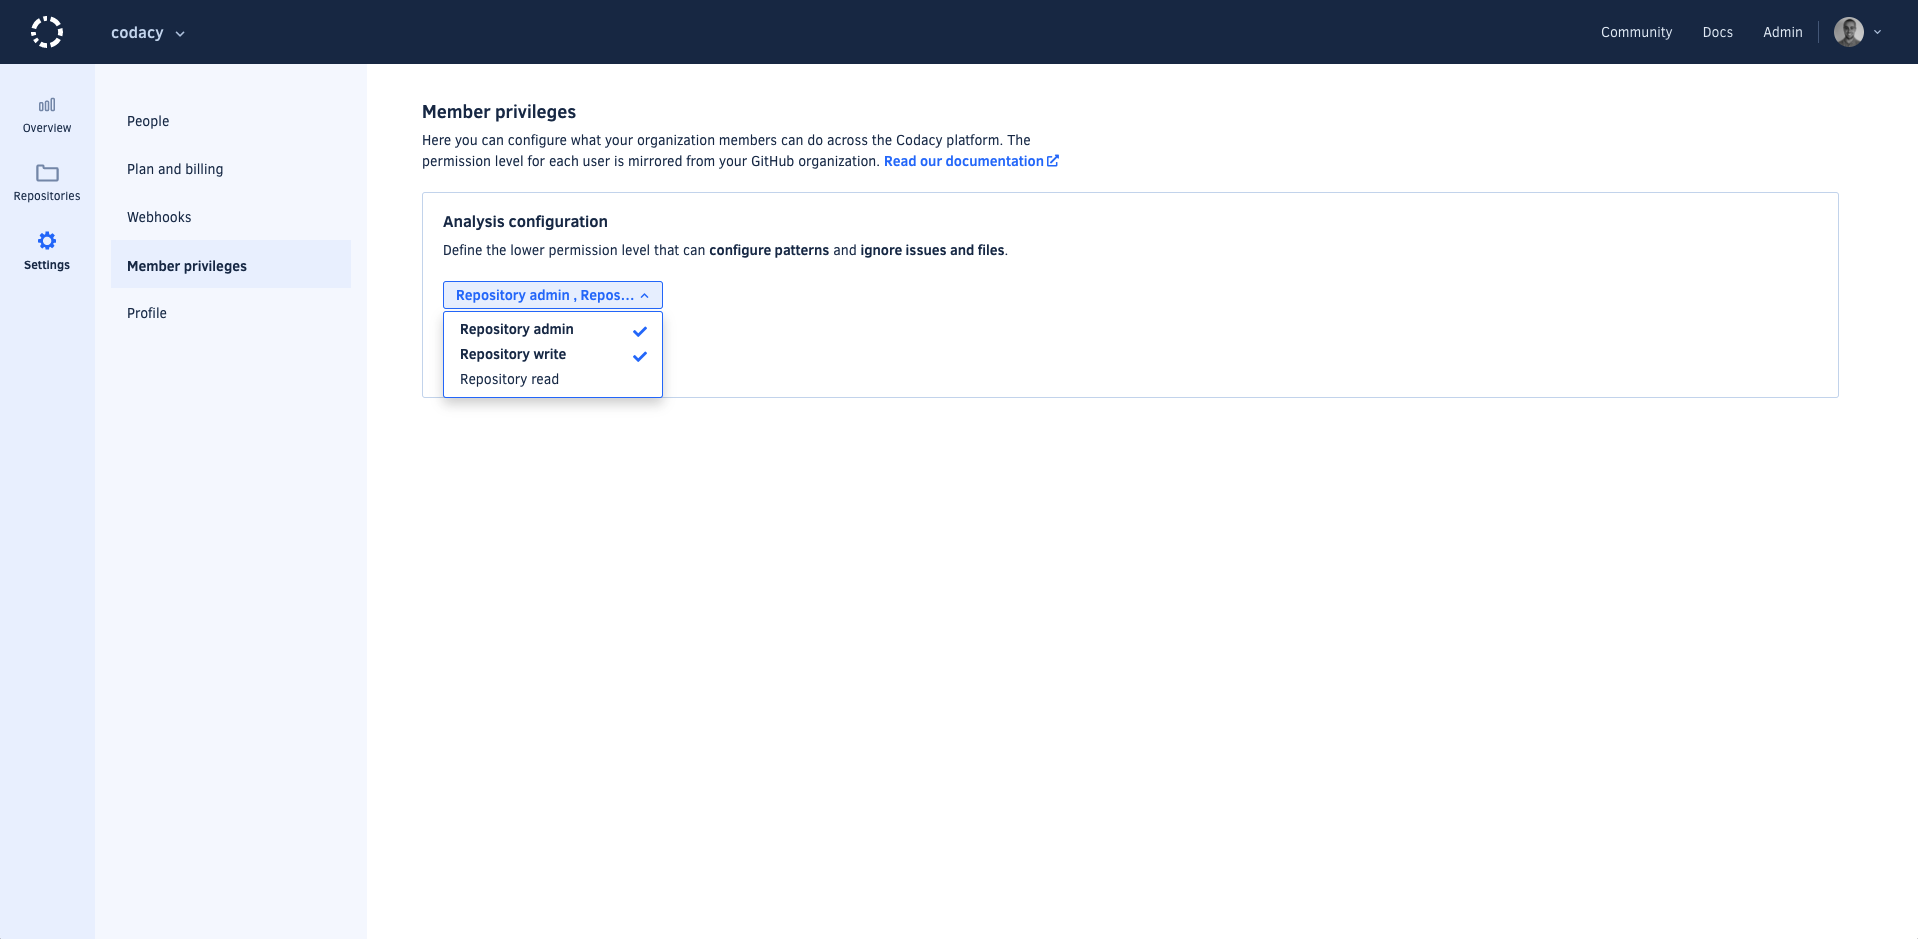 codacy
Community
Docs
Admin
Overview
Repositories
Settings
People
Plan and billing
Webhooks
Member privileges
Profile
Member privileges
Here you can configure what your organization members can do across the Codacy platform. The
permission level for each user is mirrored from your GitHub organization. Read our documentation
Analysis configuration
Define the lower permission level that can configure patterns and ignore issues and files.
Repository admin , Repos...
Repository admin
Repository write
Repository read